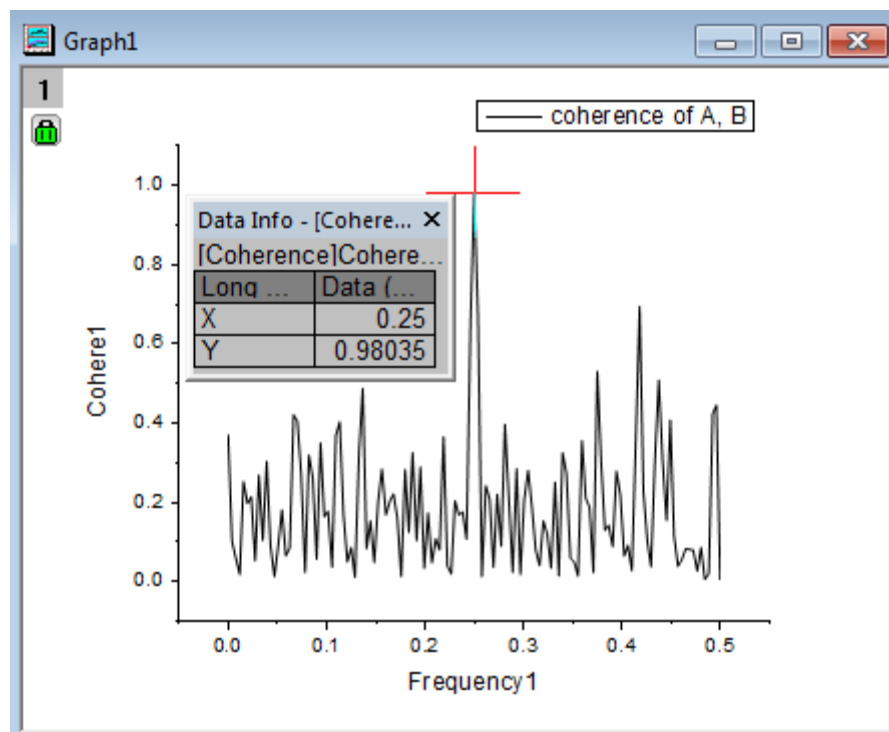 Graph1
1
coherence of A, B
Data Info - [Cohere...
[Coherence]Cohere...
Long ... Data (...
X 0.25
Y 0.98035
1.0
0.8
0.6
0.4
0.2
0.0
Cohere1
0.0 0.1 0.2 0.3 0.4 0.5
Frequency1